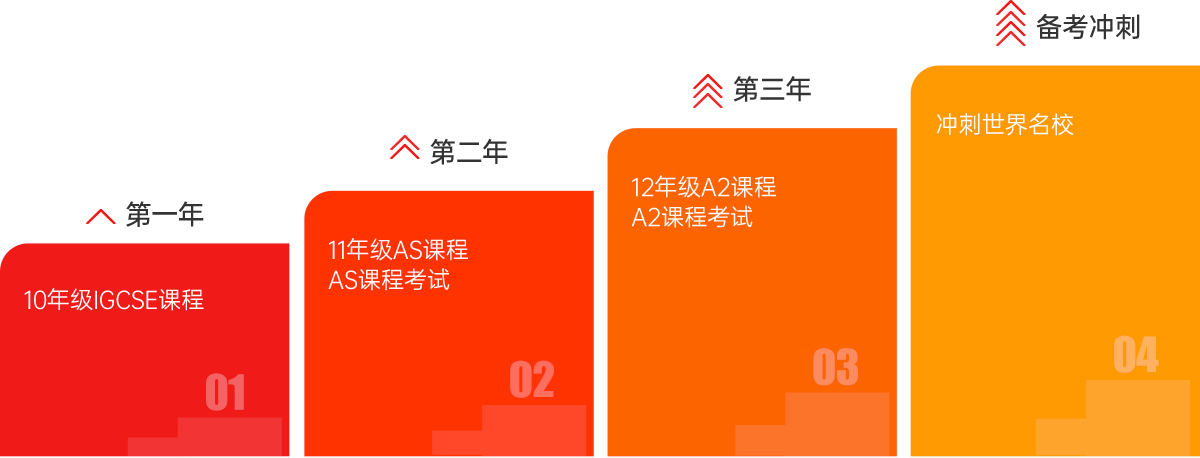 第一年
10年级IGCSE课程
01
第二年
11年级AS课程
AS课程考试
02
第三年
12年级A2课程
A2课程考试
03
备考冲刺
冲刺世界名校
04